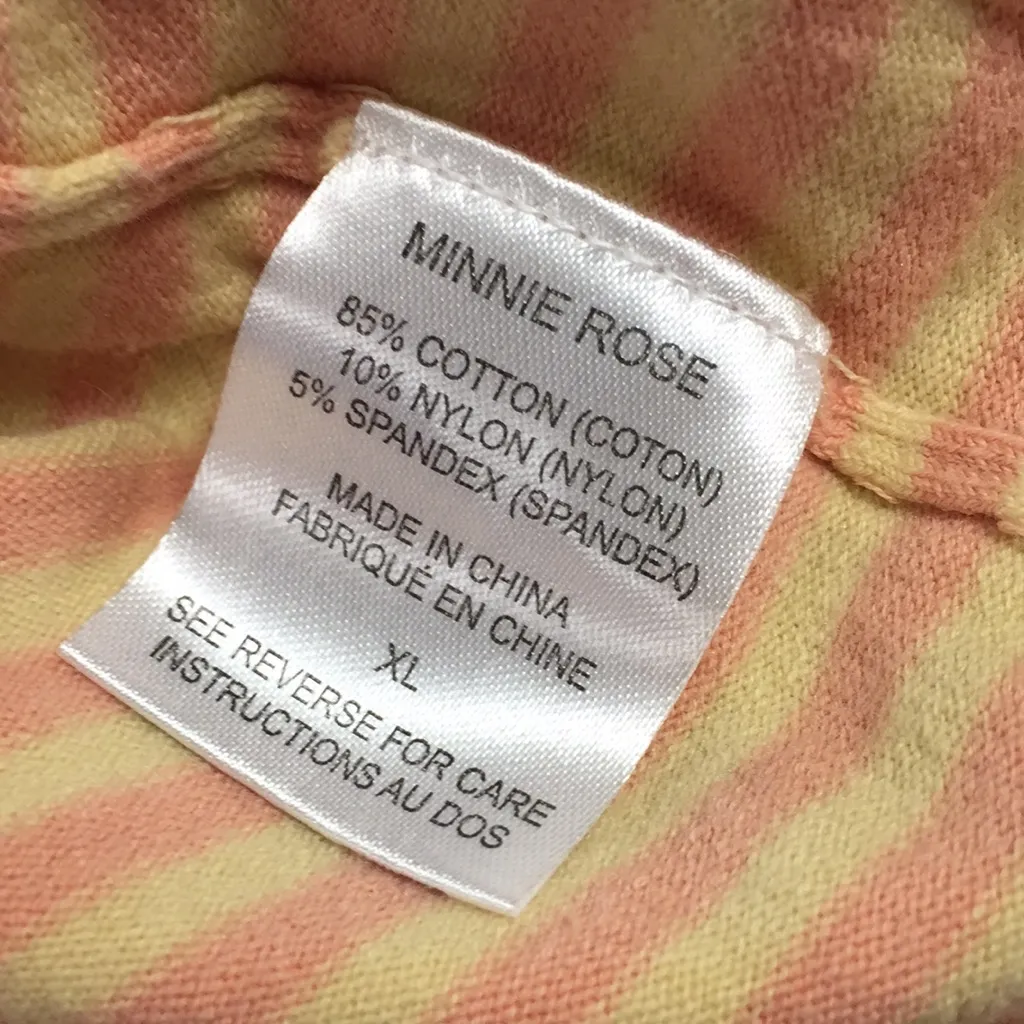 MINNIE ROSE
85% COTTON (COTON)
10% NYLON (NYLON)
5% SPANDEX (SPANDEX)
MADE IN CHINA
FABRIQUÉ EN CHINE
XL
SEE REVERSE FOR CARE
INSTRUCTIONS AU DOS